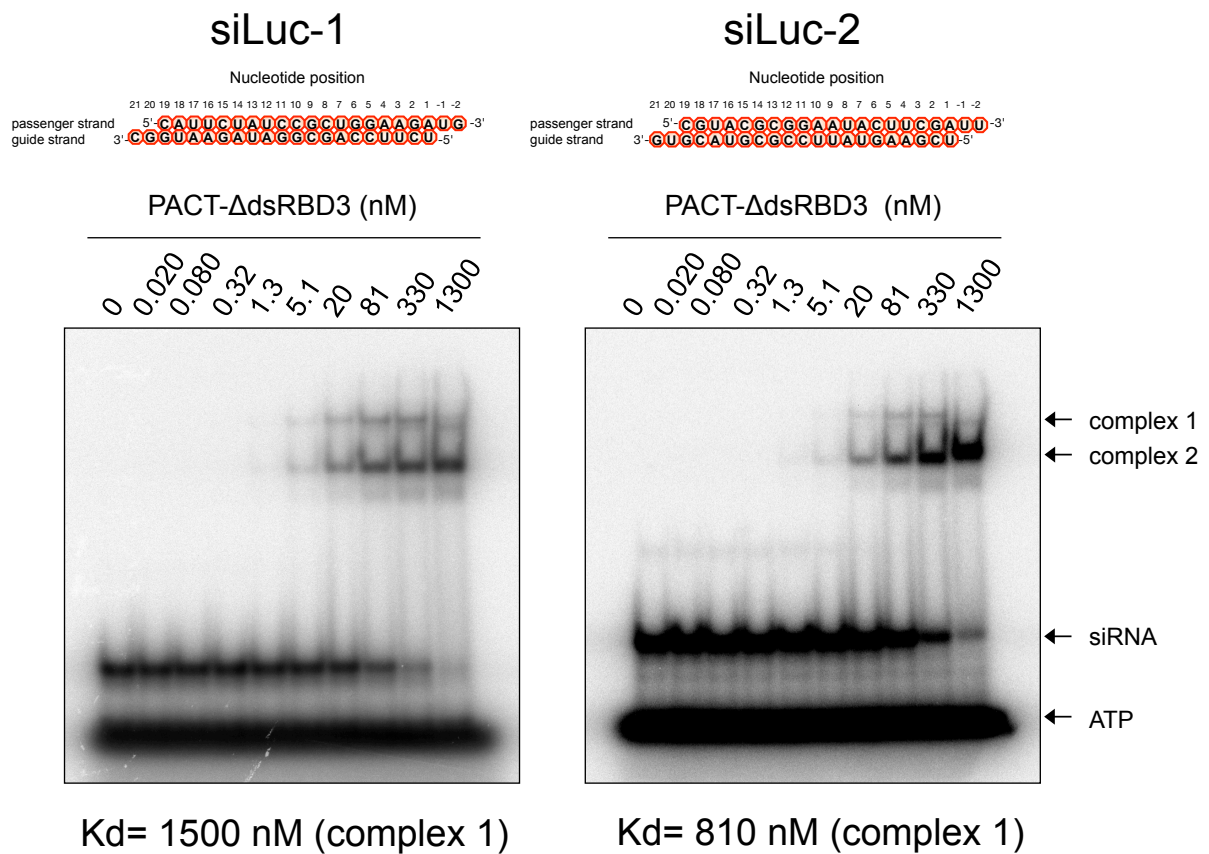 siLuc-1
siLuc-2
Nucleotide position
Nucleotide position
21 20 19 18 17 16 15 14 13 12 11 10 9 8 7 6 5 4 3 2 1 -1 -2
21 20 19 18 17 16 15 14 13 12 11 10 9 8 7 6 5 4 3 2 1 -1 -2
passenger strand 5'-CAUUCUAUCCGCUGGAAGAUG-3'
guide strand 3'-CGGUAAGAUAGGCGACCUUCU-5'
passenger strand 5'-CGUACGCGGAAUACUUCGAUU-3'
guide strand 3'-GUGCAUGCGCCUUAUGAAGCU-5'
PACT-ΔdsRBD3 (nM)
PACT-ΔdsRBD3 (nM)
0 0.020 0.080 0.32 1.3 5.1 20 81 330 1300
0 0.020 0.080 0.32 1.3 5.1 20 81 330 1300
complex 1
complex 2
siRNA
ATP
Kd= 1500 nM (complex 1)
Kd= 810 nM (complex 1)